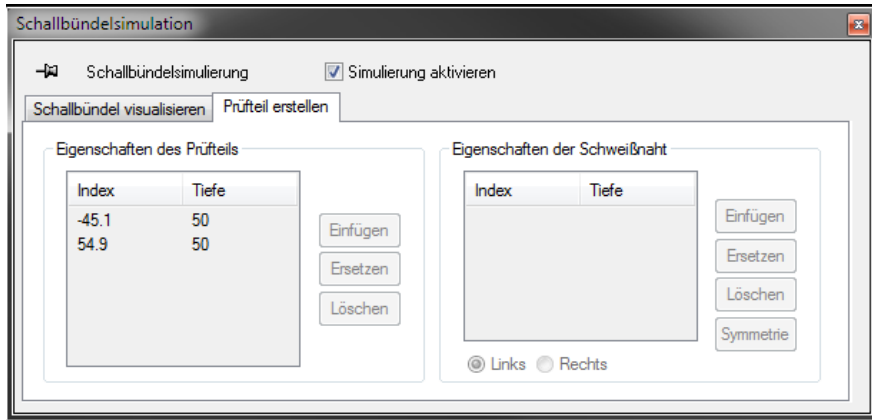 Schallbündelsimulation
Schallbündelsimulierung Simulierung aktivieren
Schallbündel visualisieren Prüfteil erstellen
Eigenschaften des Prüfteils
Index Tiefe
-45.1 50
54.9 50
Einfügen
Ersetzen
Löschen
Eigenschaften der Schweißnaht
Index Tiefe
Einfügen
Ersetzen
Löschen
Symmetrie
Links Rechts